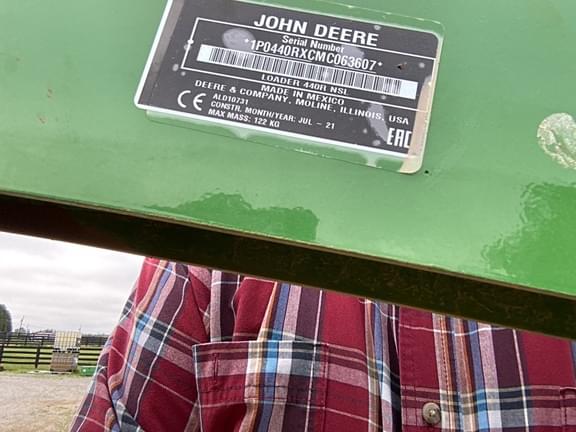 JOHN DEERE
Serial Number
*1P0440RXCMC063607*
LOADER 440R NSL
MADE IN MEXICO
DEERE & COMPANY, MOLINE, ILLINOIS, USA
CE ALO10731
CONSTR. MONTH/YEAR: JUL - 21
MAX MASS: 122 KG
EAC